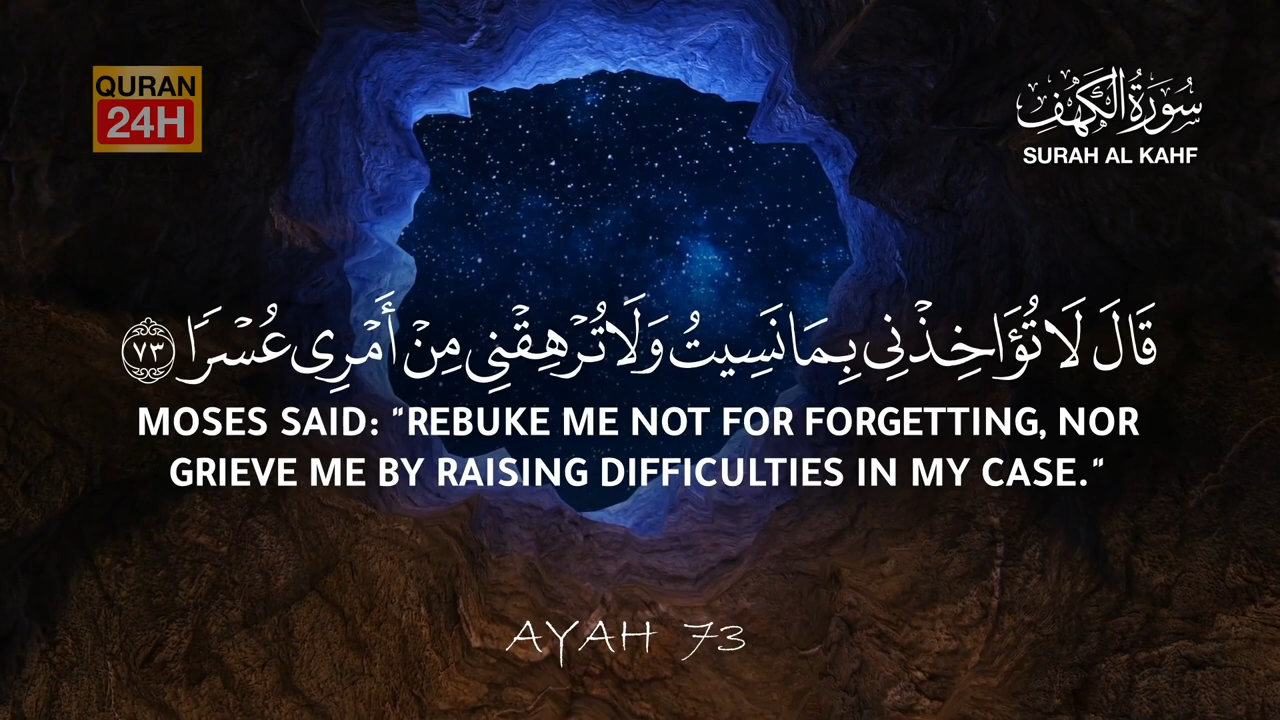 QURAN
24H
سُورَةُ الْكَهْفِ
SURAH AL KAHF
قَالَ لَا تُؤَاخِذْنِي بِمَا نَسِيتُ وَلَا تُرْهِقْنِي مِنْ أَمْرِي عُسْرًا ٧٣
MOSES SAID: "REBUKE ME NOT FOR FORGETTING, NOR
GRIEVE ME BY RAISING DIFFICULTIES IN MY CASE."
AYAH 73